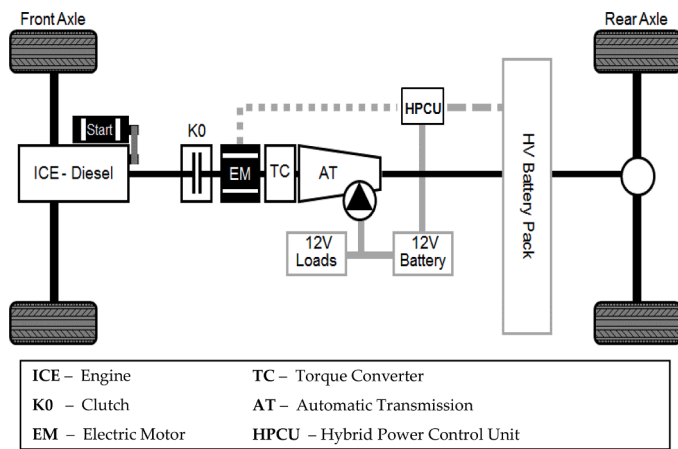 Front Axle
Rear Axle
Start
K0
HPCU
ICE - Diesel
EM
TC
AT
HV Battery Pack
12V
Loads
12V
Battery
ICE – Engine
TC – Torque Converter
K0 – Clutch
AT – Automatic Transmission
EM – Electric Motor
HPCU – Hybrid Power Control Unit